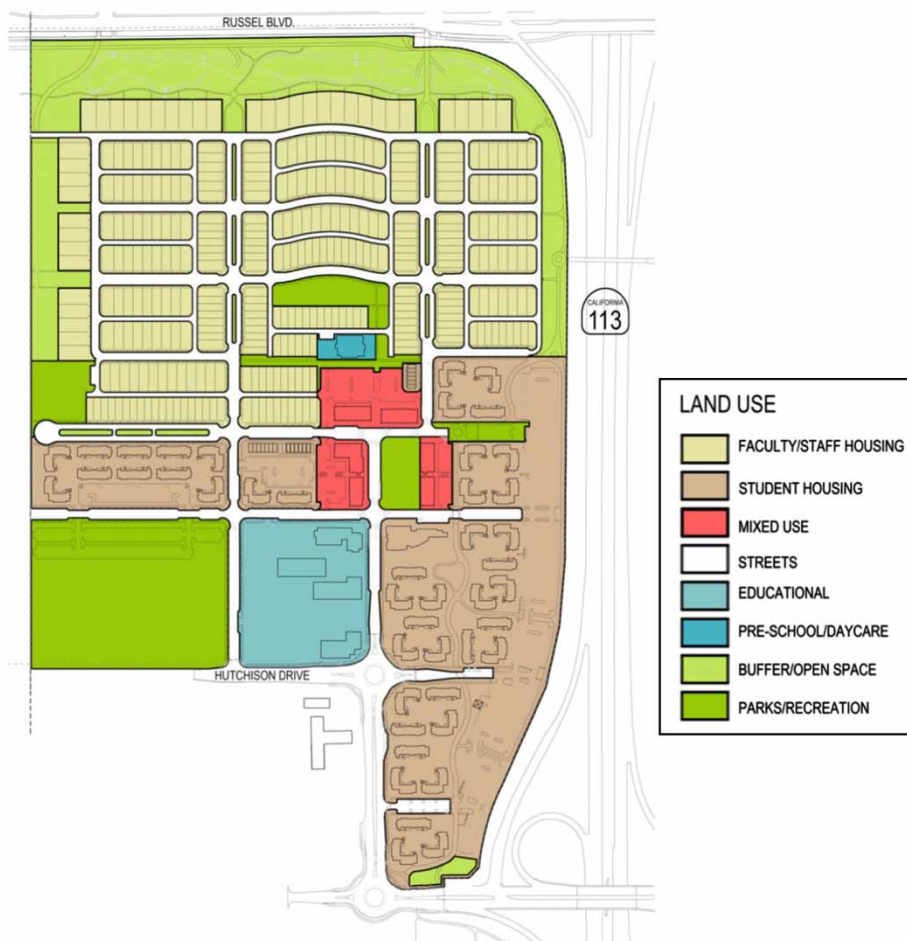 RUSSEL BLVD.
CALIFORNIA
113
HUTCHISON DRIVE
LAND USE
FACULTY/STAFF HOUSING
STUDENT HOUSING
MIXED USE
STREETS
EDUCATIONAL
PRE-SCHOOL/DAYCARE
BUFFER/OPEN SPACE
PARKS/RECREATION